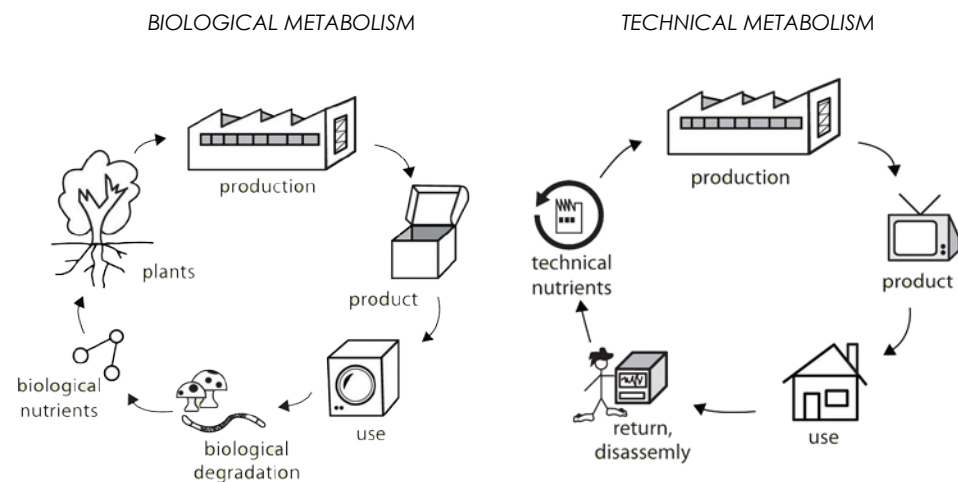 BIOLOGICAL METABOLISM
production
product
use
biological
degradation
biological
nutrients
plants
TECHNICAL METABOLISM
production
product
use
return,
disassemly
technical
nutrients